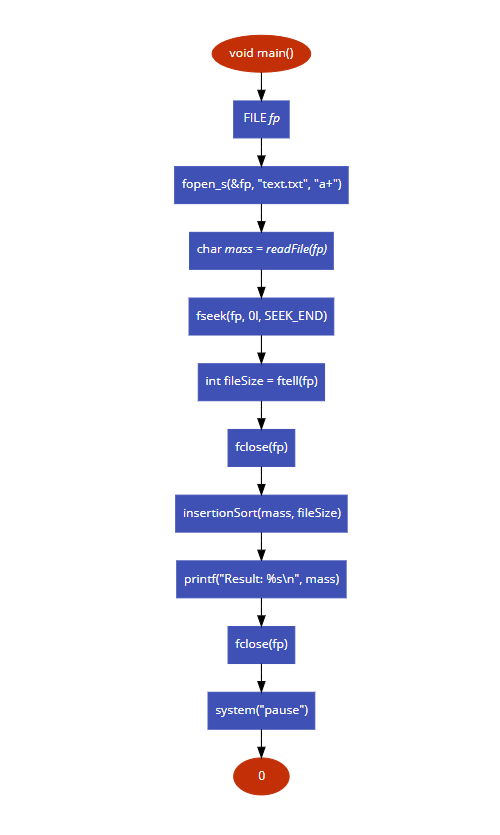 void main()
FILE fp
fopen_s(&fp, "text.txt", "a+")
char mass = readFile(fp)
fseek(fp, 0l, SEEK_END)
int fileSize = ftell(fp)
fclose(fp)
insertionSort(mass, fileSize)
printf("Result: %s\n", mass)
fclose(fp)
system("pause")
0